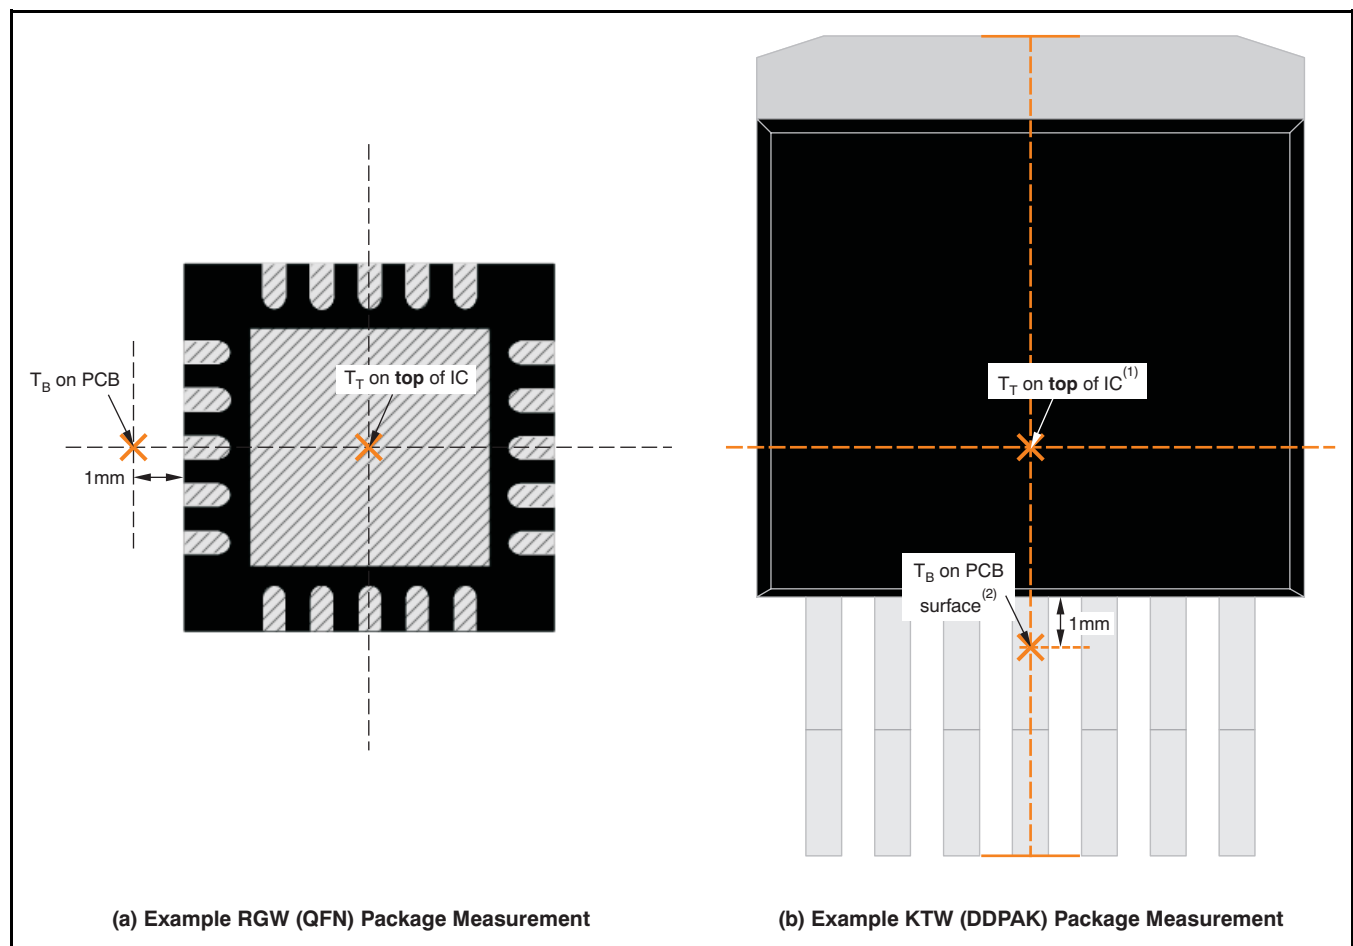 T_B on PCB
T_T on top of IC
1mm
T_T on top of IC(1)
T_B on PCB
surface(2)
1mm
(a) Example RGW (QFN) Package Measurement
(b) Example KTW (DDPAK) Package Measurement